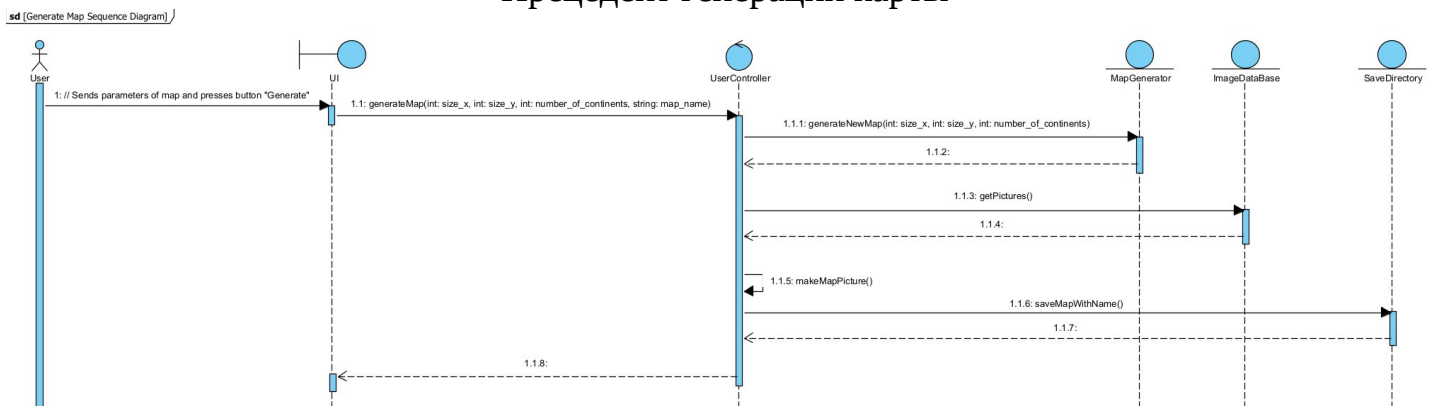 Прецедент генерации карты
sd [Generate Map Sequence Diagram]
User
UI
UserController
MapGenerator
ImageDataBase
SaveDirectory
1: // Sends parameters of map and presses button "Generate"
1.1: generateMap(int: size_x, int: size_y, int: number_of_continents, string: map_name)
1.1.1: generateNewMap(int: size_x, int: size_y, int: number_of_continents)
1.1.2:
1.1.3: getPictures()
1.1.4:
1.1.5: makeMapPicture()
1.1.6: saveMapWithName()
1.1.7:
1.1.8: